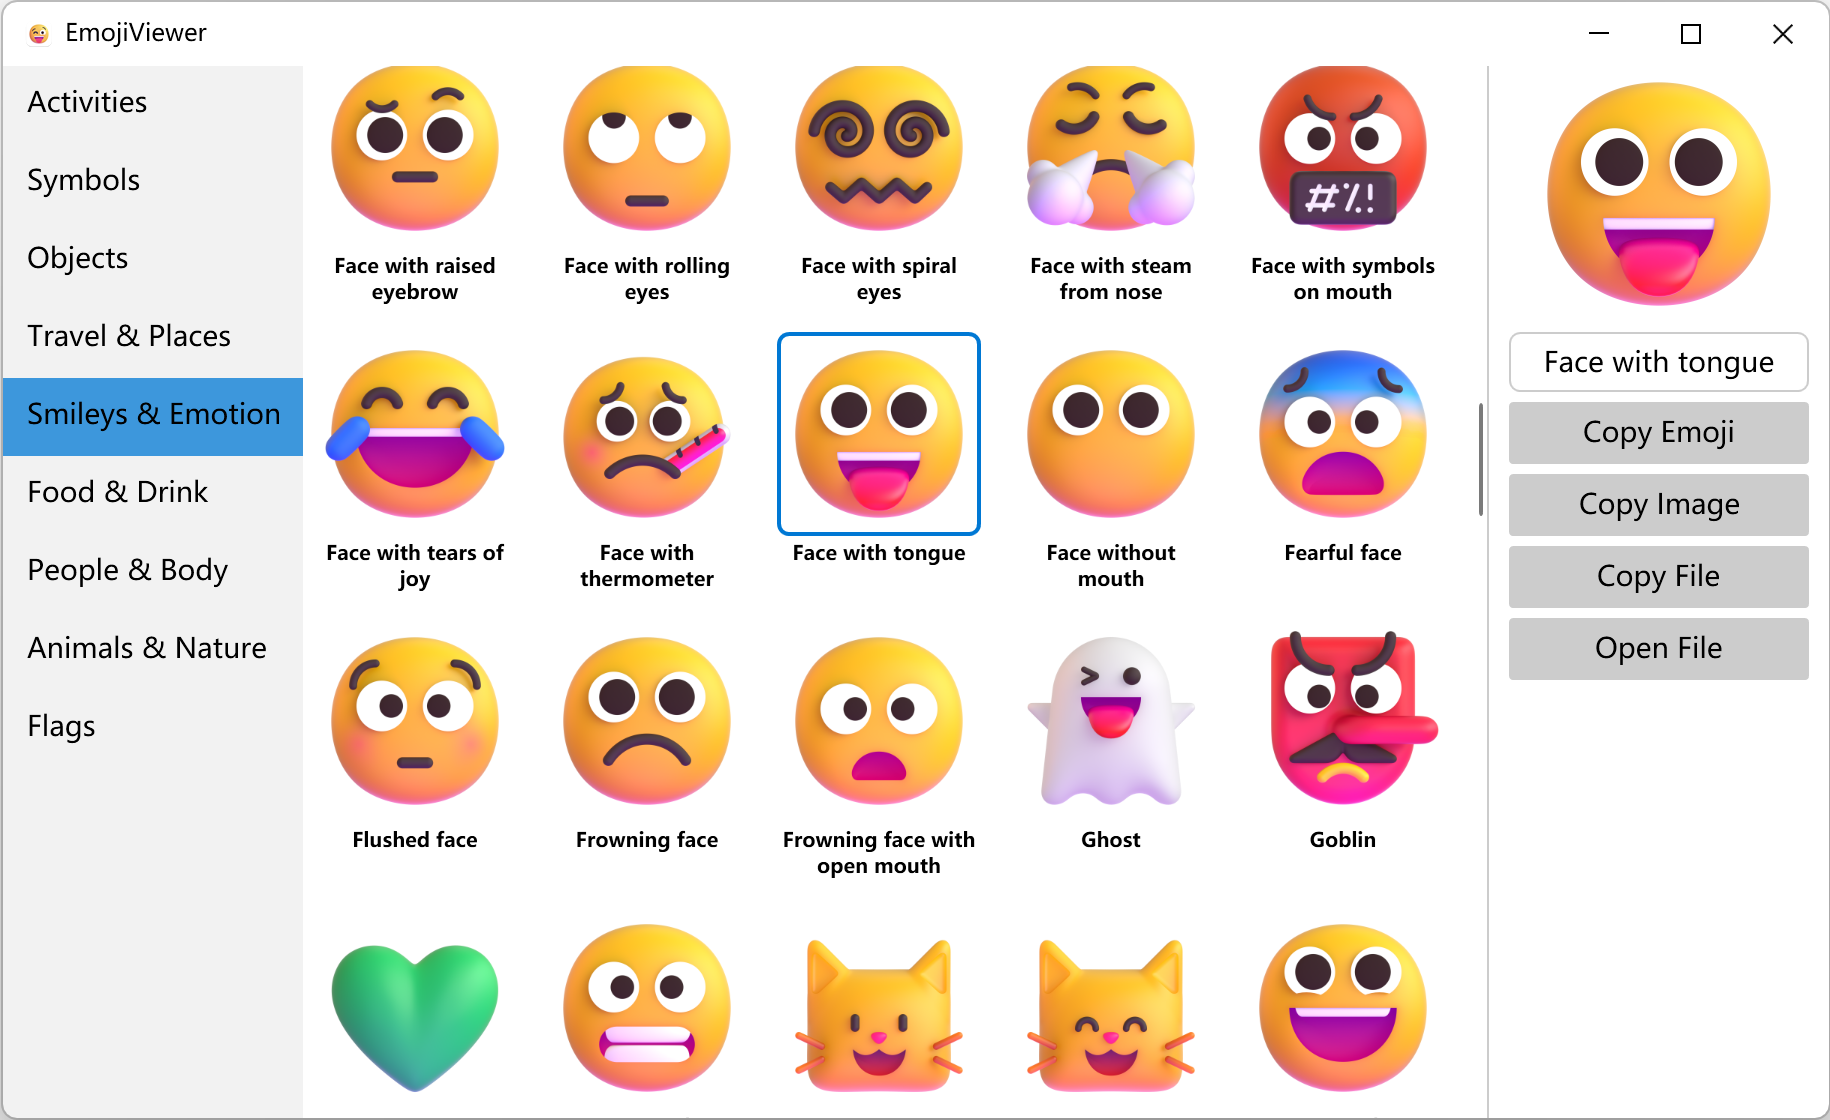 EmojiViewer
Activities
Symbols
Objects
Travel & Places
Smileys & Emotion
Food & Drink
People & Body
Animals & Nature
Flags
#%!
Face with raised
eyebrow
Face with rolling
eyes
Face with spiral
eyes
Face with steam
from nose
Face with symbols
on mouth
Face with tears of
joy
Face with
thermometer
Face with tongue
Face without
mouth
Fearful face
Flushed face
Frowning face
Frowning face with
open mouth
Ghost
Goblin
Face with tongue
Copy Emoji
Copy Image
Copy File
Open File